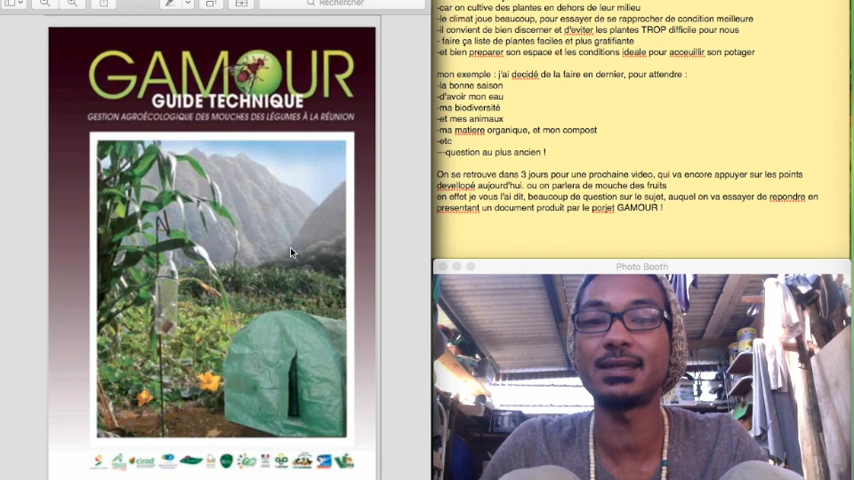 Rechercher
GAMOUR
GUIDE TECHNIQUE
GESTION AGROÉCOLOGIQUE DES MOUCHES DES LÉGUMES À LA RÉUNION
cirad
-car on cultive des plantes en dehors de leur milieu
-le climat joue beaucoup, pour essayer de se rapprocher de condition meilleure
-il convient de bien discerner et d'eviter les plantes TROP difficile pour nous
- faire ça liste de plantes faciles et plus gratifiante
-et bien preparer son espace et les conditions ideale pour acceuillir son potager
mon exemple : j'ai decidé de la faire en dernier, pour attendre :
-la bonne saison
-d'avoir mon eau
-ma biodiversité
-et mes animaux
-ma matiere organique, et mon compost
-etc
---question au plus ancien !
On se retrouve dans 3 jours pour une prochaine video, qui va encore appuyer sur les points
devellopé aujourd'hui. ou on parlera de mouche des fruits
en effet je vous l'ai dit, beaucoup de question sur le sujet, auquel on va essayer de repondre en
presentant un document produit par le porjet GAMOUR !
Photo Booth